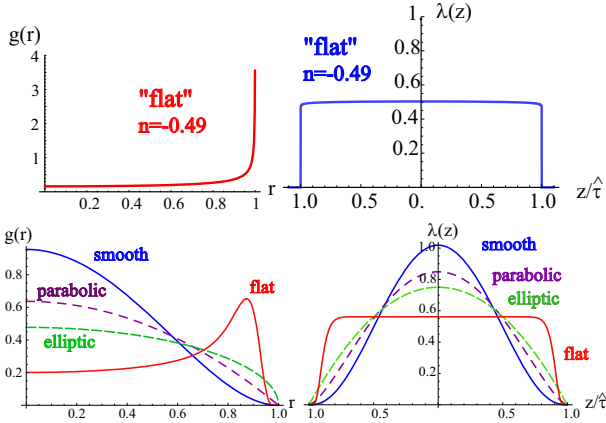 g(r)
4
3
2
1
0.2 0.4 0.6 0.8 1
r
"flat"
n=-0.49
λ(z)
1
0.8
0.4
1.0 0.5 0. 0.5 1.0
z/τ̂
"flat"
n=-0.49
g(r)
0.8
0.6
0.4
0.2
0.2 0.4 0.6 0.8 1.0
r
smooth
parabolic
elliptic
flat
λ(z)
1.0
0.8
0.6
0.4
0.2
1.0 0.5 0.5 1.0
z/τ̂
smooth
parabolic
elliptic
flat